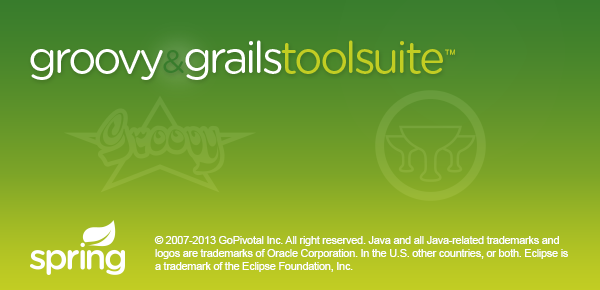 groovy&grailstoolsuite™
Groovy
spring
© 2007-2013 GoPivotal Inc. All right reserved. Java and all Java-related trademarks and
logos are trademarks of Oracle Corporation. In the U.S. other countries, or both. Eclipse is
a trademark of the Eclipse Foundation, Inc.